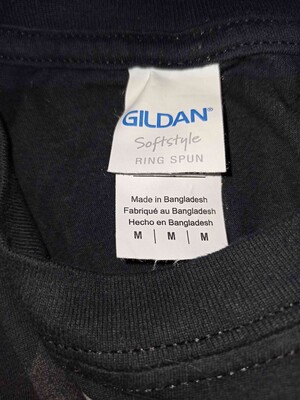 GILDAN®
Softstyle
RING SPUN
Made in Bangladesh
Fabriqué au Bangladesh
Hecho en Bangladesh
M | M | M